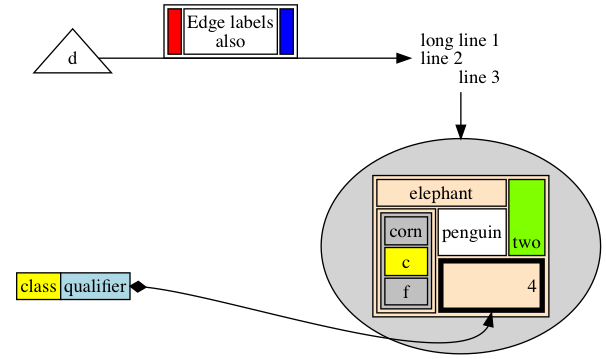 d
Edge labels
also
long line 1
line 2
line 3
elephant
two
corn
c
f
penguin
4
class qualifier